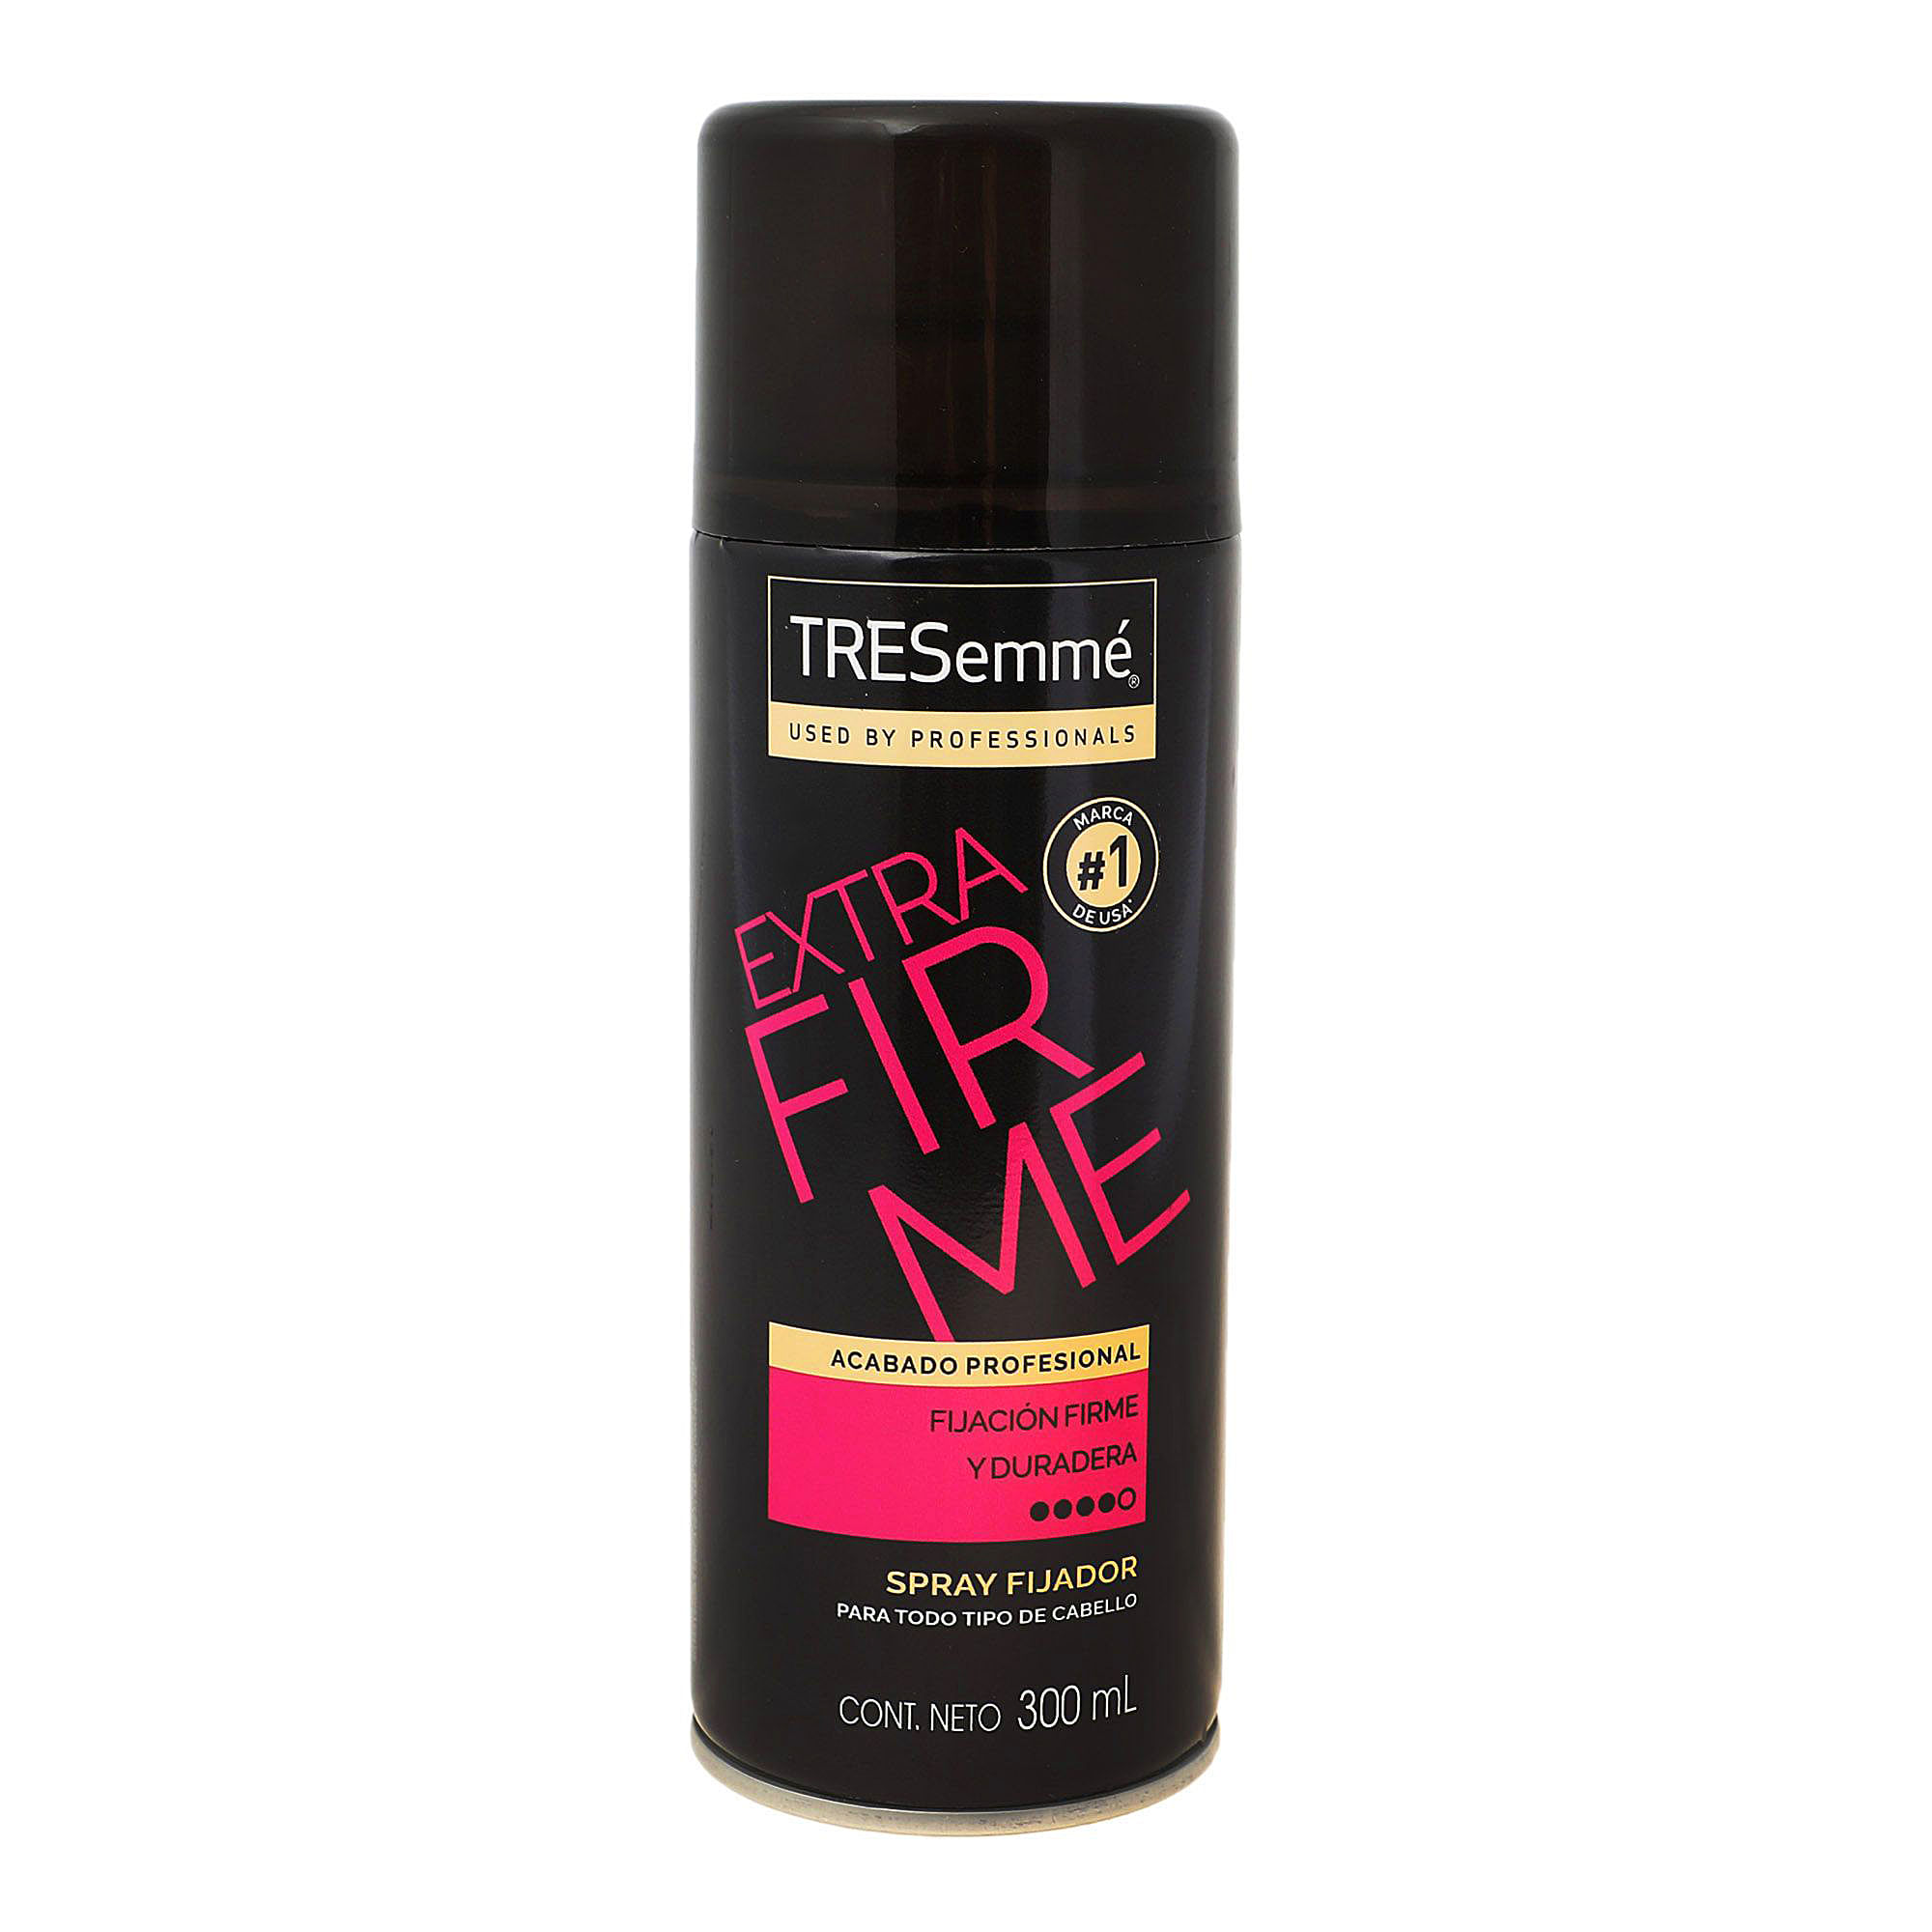 TRESemmé®
USED BY PROFESSIONALS
MARCA
#1
DE USA*
EXTRA
FIR
ME
ACABADO PROFESIONAL
FIJACIÓN FIRME
Y DURADERA
SPRAY FIJADOR
PARA TODO TIPO DE CABELLO
CONT. NETO 300 mL